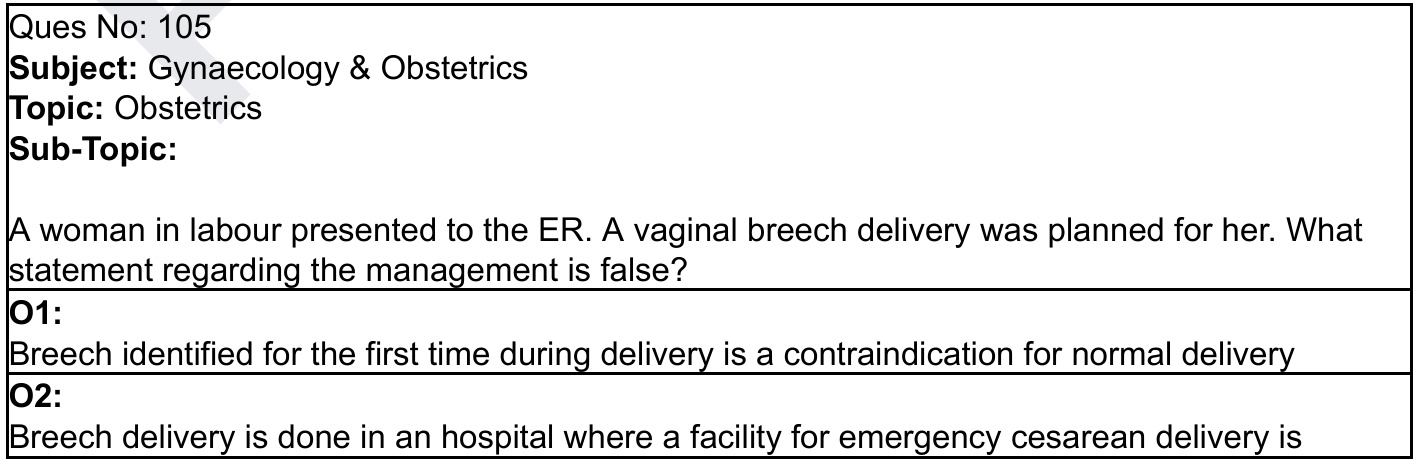 Ques No: 105
Subject: Gynaecology & Obstetrics
Topic: Obstetrics
Sub-Topic:
A woman in labour presented to the ER. A vaginal breech delivery was planned for her. What
statement regarding the management is false?
O1:
Breech identified for the first time during delivery is a contraindication for normal delivery
O2:
Breech delivery is done in an hospital where a facility for emergency cesarean delivery is